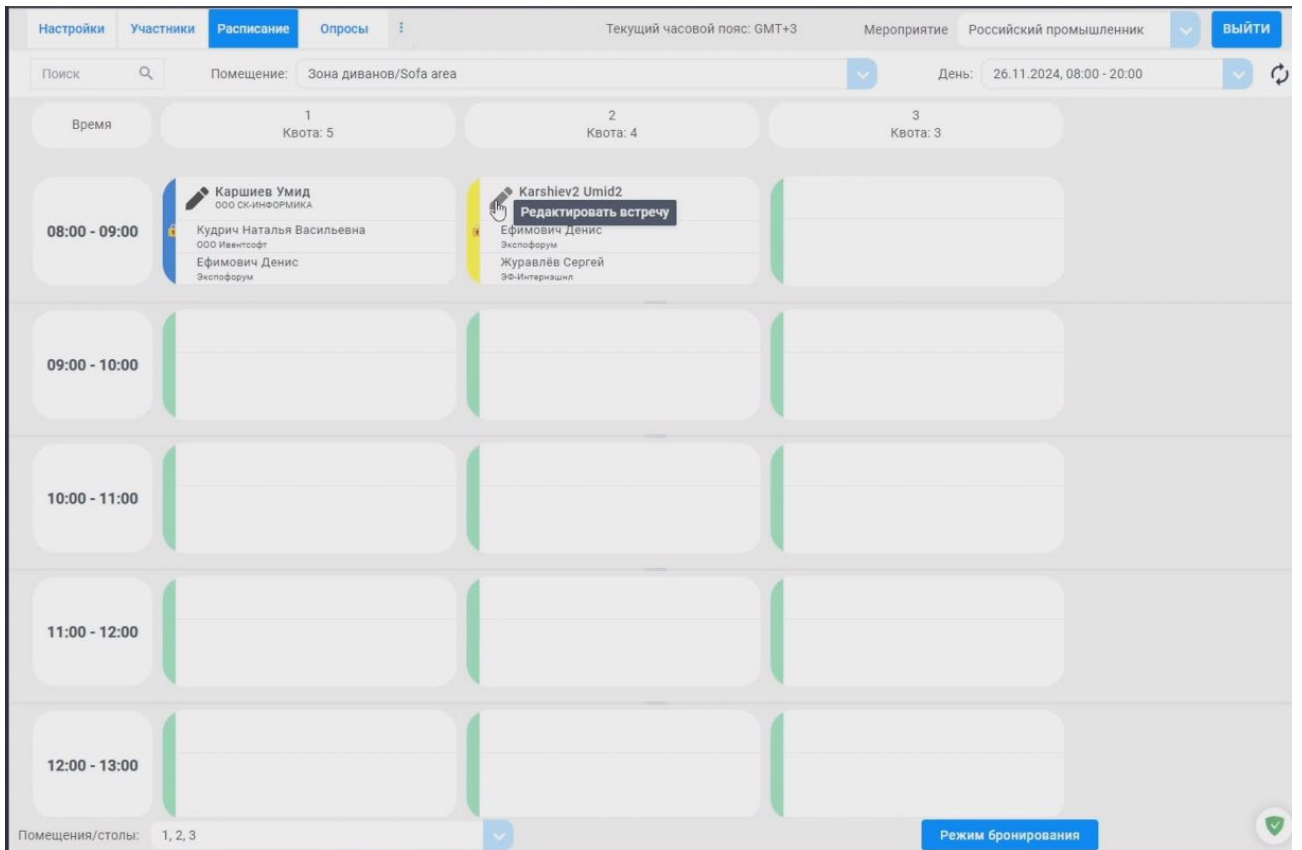 Настройки Участники Расписание Опросы Текущий часовой пояс: GMT+3 Мероприятие Российский промышленник ВЫЙТИ
Поиск Помещение: Зона диванов/Sofa area День: 26.11.2024, 08:00 - 20:00
Время 1 2 3
Квота: 5 Квота: 4 Квота: 3
08:00 - 09:00
Каршиев Умид
ООО СК-ИНФОРМИКА
Кудрич Наталья Васильевна
ООО Ивентсофт
Ефимович Денис
Экспофорум
Karshiev2 Umid2
Редактировать встречу
Ефимович Денис
Экспофорум
Журавлёв Сергей
ЭФ-Интернэшнл
09:00 - 10:00
10:00 - 11:00
11:00 - 12:00
12:00 - 13:00
Помещения/столы: 1, 2, 3 Режим бронирования